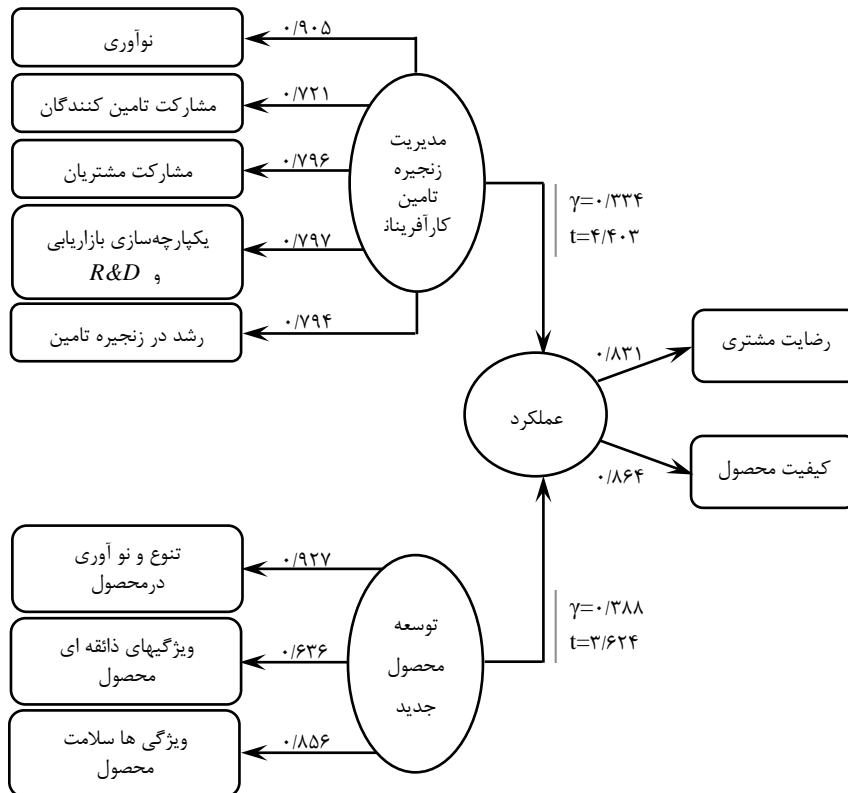 نوآوری
۰/۹۰۵
مشارکت تامین کنندگان
۰/۷۲۱
مشارکت مشتریان
۰/۷۹۶
یکپارچه‌سازی بازاریابی
و R&D
۰/۷۹۷
رشد در زنجیره تامین
۰/۷۹۴
مدیریت
زنجیره
تامین
کارآفرینانـ
γ=۰/۳۳۴
t=۴/۴۰۳
عملکرد
۰/۸۳۱
رضایت مشتری
۰/۸۶۴
کیفیت محصول
تنوع و نو آوری
درمحصول
۰/۹۲۷
ویژگیهای ذائقه ای
محصول
۰/۶۳۶
ویژگی ها سلامت
محصول
۰/۸۵۶
توسعه
محصول
جدید
γ=۰/۳۸۸
t=۳/۶۲۴